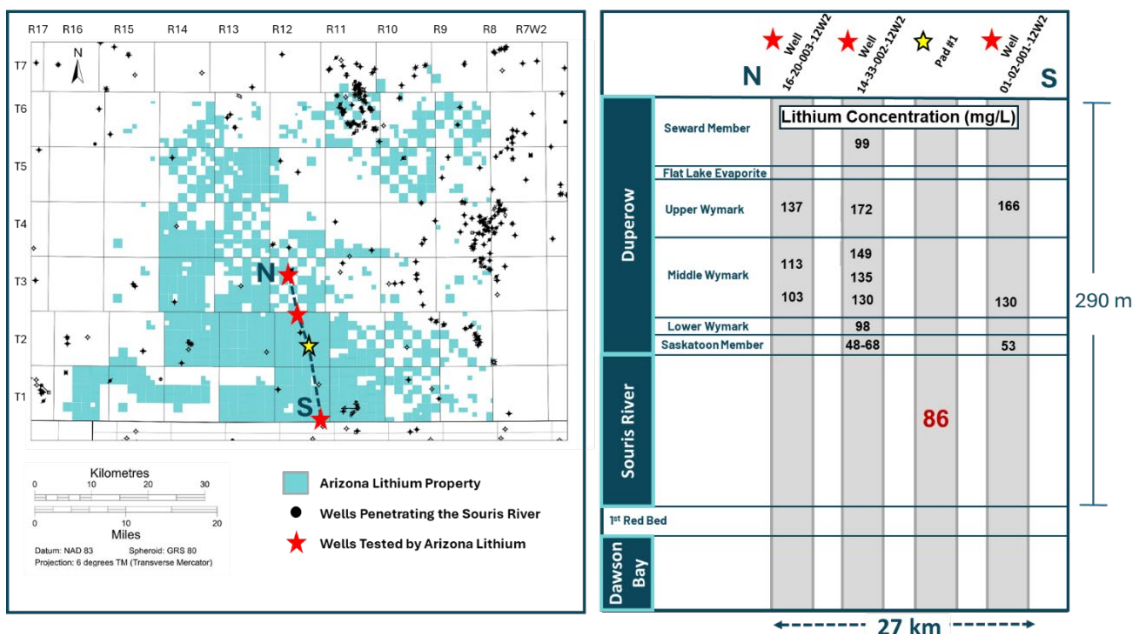 R17 R16 R15 R14 R13 R12 R11 R10 R9 R8 R7W2
N
T7
T6
T5
T4
T3
T2
T1
N
S
Kilometres
0 10 20 30
0 10 20
Miles
Datum: NAD 83 Spheroid: GRS 80
Projection: 6 degrees TM (Transverse Mercator)
Arizona Lithium Property
Wells Penetrating the Souris River
Wells Tested by Arizona Lithium
N
Well
16-20-003-12W2
Well
14-33-002-12W2
Pad #1
Well
01-02-001-12W2
S
Lithium Concentration (mg/L)
Duperow
Seward Member
99
Flat Lake Evaporite
Upper Wymark
137 172 166
Middle Wymark
149
113
135
103 130 130
Lower Wymark
98
Saskatoon Member
48-68 53
Souris River
86
1st Red Bed
Dawson
Bay
290 m
27 km